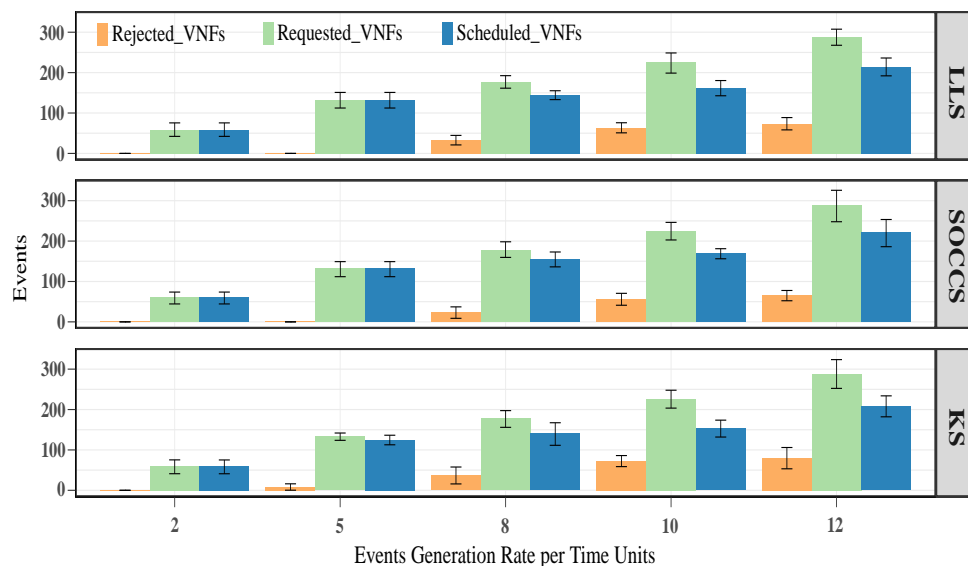 Rejected_VNFs Requested_VNFs Scheduled_VNFs
300
200
100
0
LLS
300
200
100
0
SOCCS
Events
300
200
100
0
KS
2 5 8 10 12
Events Generation Rate per Time Units